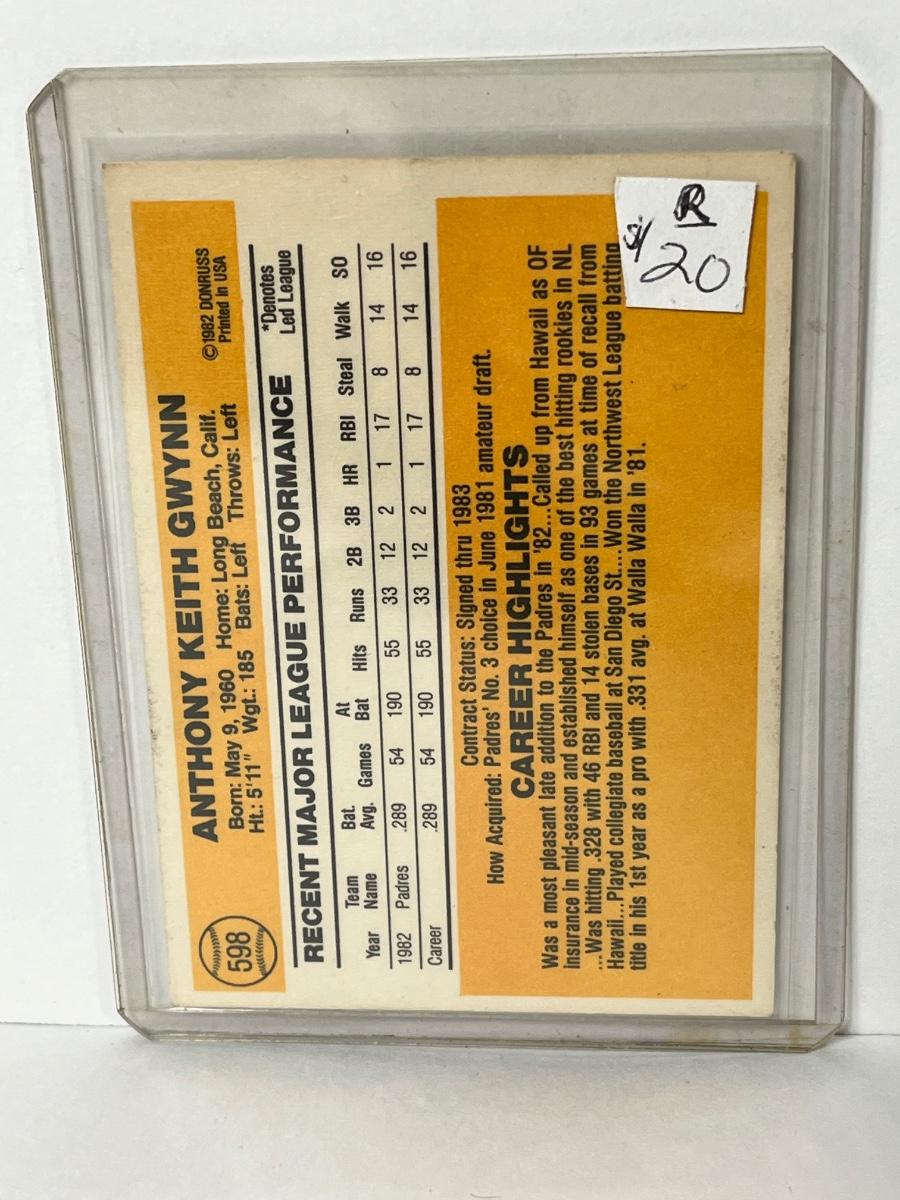 598
ANTHONY KEITH GWYNN
Born: May 9, 1960 Home: Long Beach, Calif.
Ht.: 5'11" Wgt.: 185 Bats: Left Throws: Left
©1982 DONRUSS
Printed in USA
RECENT MAJOR LEAGUE PERFORMANCE
*Denotes
Led League
Year Team Name Bat. Avg. Games At Bat Hits Runs 2B 3B HR RBI Steal Walk SO
1982 Padres .289 54 190 55 33 12 2 1 17 8 14 16
Career .289 54 190 55 33 12 2 1 17 8 14 16
Contract Status: Signed thru 1983
How Acquired: Padres' No. 3 choice in June 1981 amateur draft.
CAREER HIGHLIGHTS
Was a most pleasant late addition to the Padres in '82...Called up from Hawaii as OF
insurance in mid-season and established himself as one of the best hitting rookies in NL
...Was hitting .328 with 46 RBI and 14 stolen bases in 93 games at time of recall from
Hawaii...Played collegiate baseball at San Diego St....Won the Northwest League batting
title in his 1st year as a pro with .331 avg. at Walla Walla in '81.
R
$/20